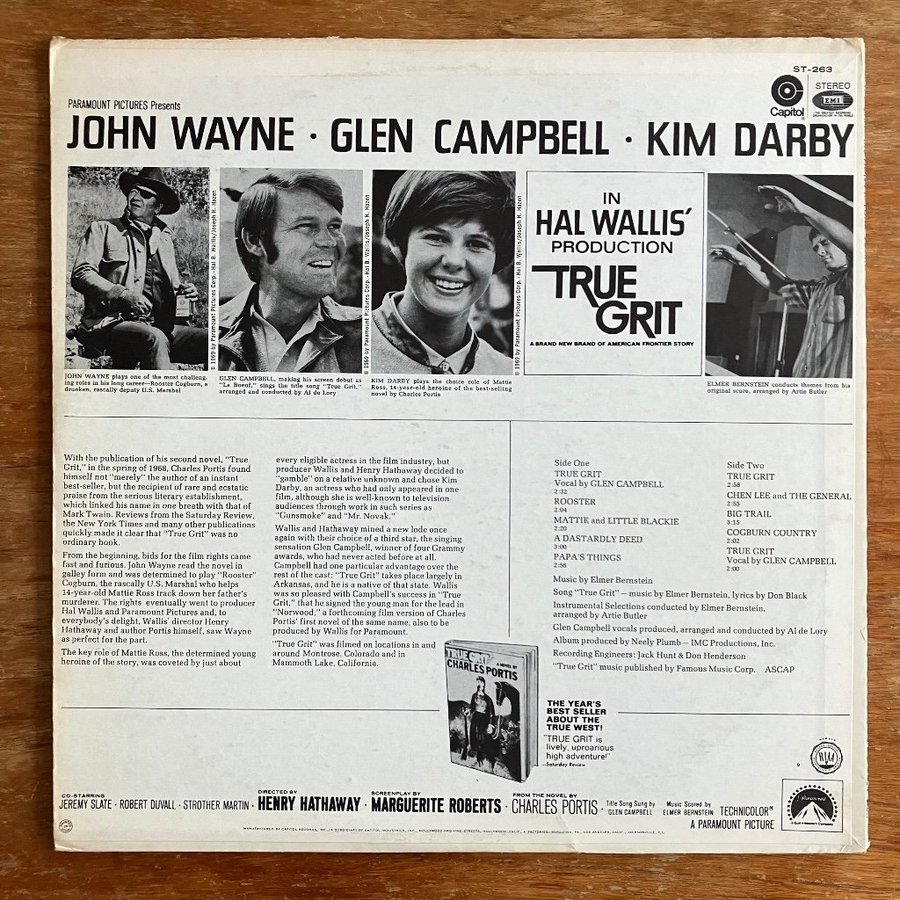 ST-263
Capitol
STEREO
EMI
PARAMOUNT PICTURES Presents
JOHN WAYNE · GLEN CAMPBELL · KIM DARBY
© 1969 by Paramount Pictures Corp.-Hal B. Wallis/Joseph H. Hazen
© 1969 by Paramount Pictures Corp.-Hal B. Wallis/Joseph H. Hazen
© 1969 by Paramount Pictures Corp.-Hal B. Wallis/Joseph H. Hazen
IN
HAL WALLIS'
PRODUCTION
TRUE
GRIT
A BRAND NEW BRAND OF AMERICAN FRONTIER STORY
JOHN WAYNE plays one of the most challeng-
ing roles in his long career—Rooster Cogburn, a
drunken, rascally deputy U.S. Marshal
GLEN CAMPBELL, making his screen debut as
"La Boeuf," sings the title song "True Grit,"
arranged and conducted by Al de Lory
KIM DARBY plays the choice role of Mattie
Ross, 14-year-old heroine of the best-selling
novel by Charles Portis
ELMER BERNSTEIN conducts themes from his
original score, arranged by Artie Butler
With the publication of his second novel, "True
Grit," in the spring of 1968, Charles Portis found
himself not "merely" the author of an instant
best-seller, but the recipient of rare and ecstatic
praise from the serious literary establishment,
which linked his name in one breath with that of
Mark Twain. Reviews from the Saturday Review,
the New York Times and many other publications
quickly made it clear that "True Grit" was no
ordinary book.
From the beginning, bids for the film rights came
fast and furious. John Wayne read the novel in
galley form and was determined to play "Rooster"
Cogburn, the rascally U.S. Marshal who helps
14-year-old Mattie Ross track down her father's
murderer. The rights eventually went to producer
Hal Wallis and Paramount Pictures and, to
everybody's delight, Wallis' director Henry
Hathaway and author Portis himself, saw Wayne
as perfect for the part.
The key role of Mattie Ross, the determined young
heroine of the story, was coveted by just about
every eligible actress in the film industry, but
producer Wallis and Henry Hathaway decided to
"gamble" on a relative unknown and chose Kim
Darby, an actress who had only appeared in one
film, although she is well-known to television
audiences through work in such series as
"Gunsmoke" and "Mr. Novak."
Wallis and Hathaway mined a new lode once
again with their choice of a third star, the singing
sensation Glen Campbell, winner of four Grammy
awards, who had never acted before at all.
Campbell had one particular advantage over the
rest of the cast: "True Grit" takes place largely in
Arkansas, and he is a native of that state. Wallis
was so pleased with Campbell's success in "True
Grit," that he signed the young man for the lead in
"Norwood," a forthcoming film version of Charles
Portis' first novel of the same name, also to be
produced by Wallis for Paramount.
"True Grit" was filmed on locations in and
around Montrose, Colorado and in
Mammoth Lake, California.
Side One
TRUE GRIT
Vocal by GLEN CAMPBELL
2:32
ROOSTER
2:04
MATTIE and LITTLE BLACKIE
2:20
A DASTARDLY DEED
3:00
PAPA'S THINGS
2:58
Side Two
TRUE GRIT
2:58
CHEN LEE and THE GENERAL
2:55
BIG TRAIL
3:15
COGBURN COUNTRY
2:02
TRUE GRIT
Vocal by GLEN CAMPBELL
2:00
Music by Elmer Bernstein
Song "True Grit" — music by Elmer Bernstein, lyrics by Don Black
Instrumental Selections conducted by Elmer Bernstein,
arranged by Artie Butler
Glen Campbell vocals produced, arranged and conducted by Al de Lory
Album produced by Neely Plumb — IMC Productions, Inc.
Recording Engineers: Jack Hunt & Don Henderson
"True Grit" music published by Famous Music Corp. ASCAP
TRUE GRIT
A NOVEL BY
CHARLES PORTIS
THE YEAR'S
BEST SELLER
ABOUT THE
TRUE WEST!
"TRUE GRIT is
lively, uproarious
high adventure!"
—Saturday Review
9
CO-STARRING
JEREMY SLATE · ROBERT DUVALL · STROTHER MARTIN ·
DIRECTED BY
HENRY HATHAWAY ·
SCREENPLAY BY
MARGUERITE ROBERTS ·
FROM THE NOVEL BY
CHARLES PORTIS
Title Song Sung by
GLEN CAMPBELL
Music Scored by
ELMER BERNSTEIN
TECHNICOLOR®
A PARAMOUNT PICTURE
Paramount